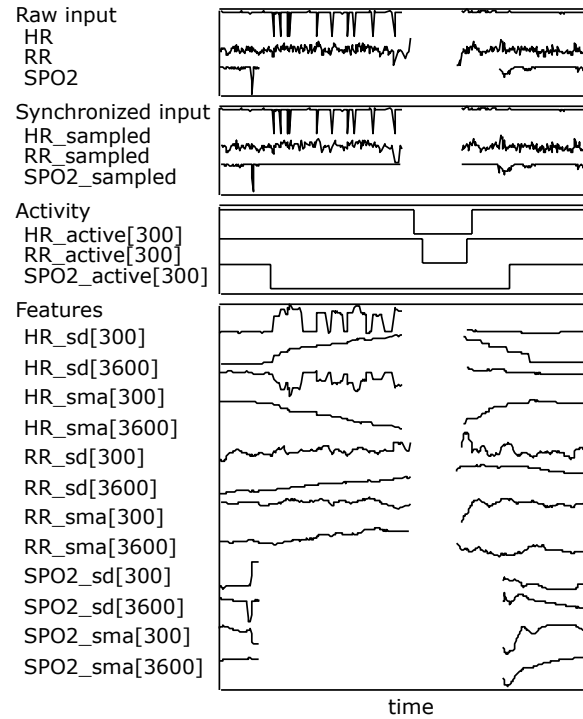 Raw input
HR
RR
SPO2
Synchronized input
HR_sampled
RR_sampled
SPO2_sampled
Activity
HR_active[300]
RR_active[300]
SPO2_active[300]
Features
HR_sd[300]
HR_sd[3600]
HR_sma[300]
HR_sma[3600]
RR_sd[300]
RR_sd[3600]
RR_sma[300]
RR_sma[3600]
SPO2_sd[300]
SPO2_sd[3600]
SPO2_sma[300]
SPO2_sma[3600]
time